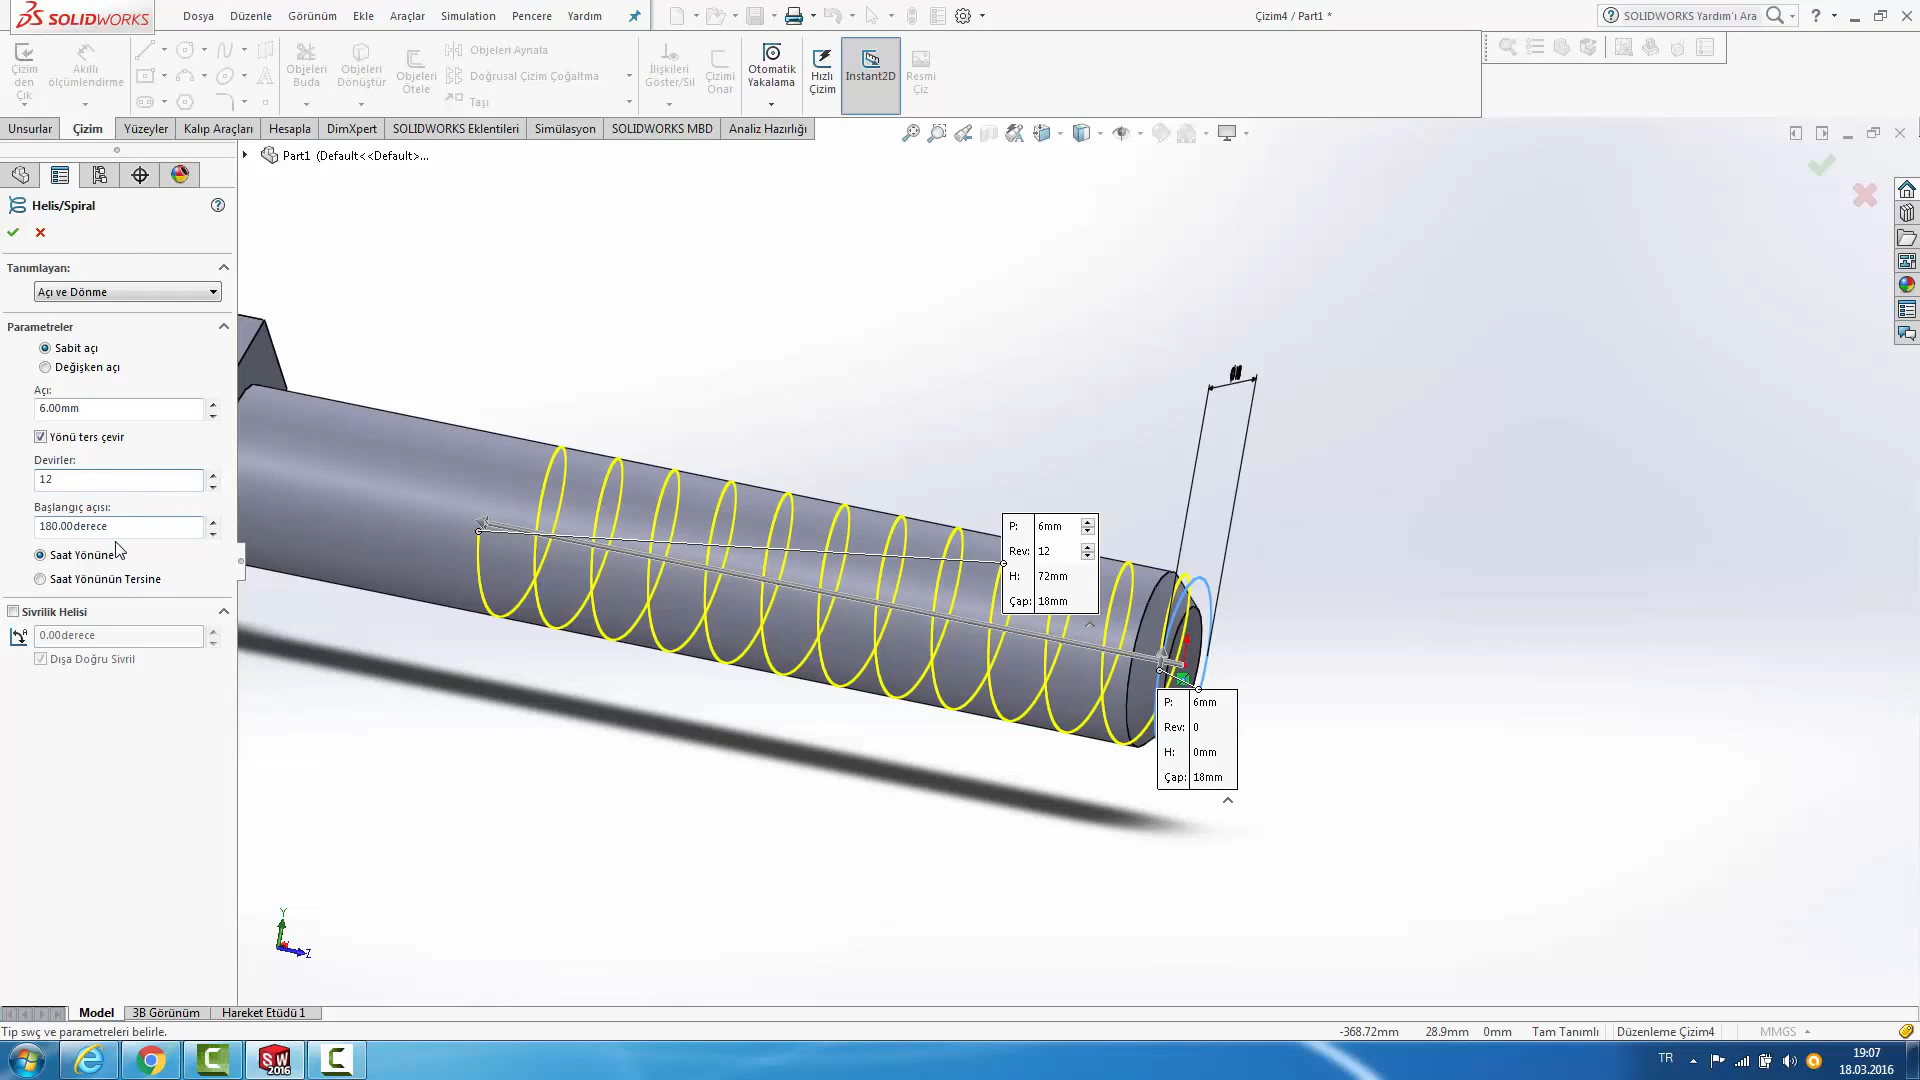 SOLIDWORKS
Dosya Düzenle Görünüm Ekle Araçlar Simulation Pencere Yardım
Çizim4 / Part1 *
SOLIDWORKS Yardım'ı Ara
Çizim den Çık
Akıllı ölçümlendirme
Objeleri Buda
Objeleri Dönüştür
Objeleri Ötele
Objeleri Aynala
Doğrusal Çizim Çoğaltma
Taşı
İlişkileri Göster/Sil
Çizimi Onar
Otomatik Yakalama
Hızlı Çizim
Instant2D
Resmi Çiz
Unsurlar Çizim Yüzeyler Kalıp Araçları Hesapla DimXpert SOLIDWORKS Eklentileri Simülasyon SOLIDWORKS MBD Analiz Hazırlığı
Part1 (Default<<Default>...
Helis/Spiral
Tanımlayan:
Açı ve Dönme
Parametreler
Sabit açı
Değişken açı
Açı:
6.00mm
Yönü ters çevir
Devirler:
12
Başlangıç açısı:
180.00derece
Saat Yönüne
Saat Yönünün Tersine
Sivrilik Helisi
0.00derece
Dışa Doğru Sivril
P: 6mm
Rev: 12
H: 72mm
Çap: 18mm
P: 6mm
Rev: 0
H: 0mm
Çap: 18mm
Y
Z
Model 3B Görünüm Hareket Etüdü 1
Tip swç ve parametreleri belirle.
-368.72mm 28.9mm 0mm Tam Tanımlı Düzenleme Çizim4 MMGS
SW 2016
TR
19:07
18.03.2016